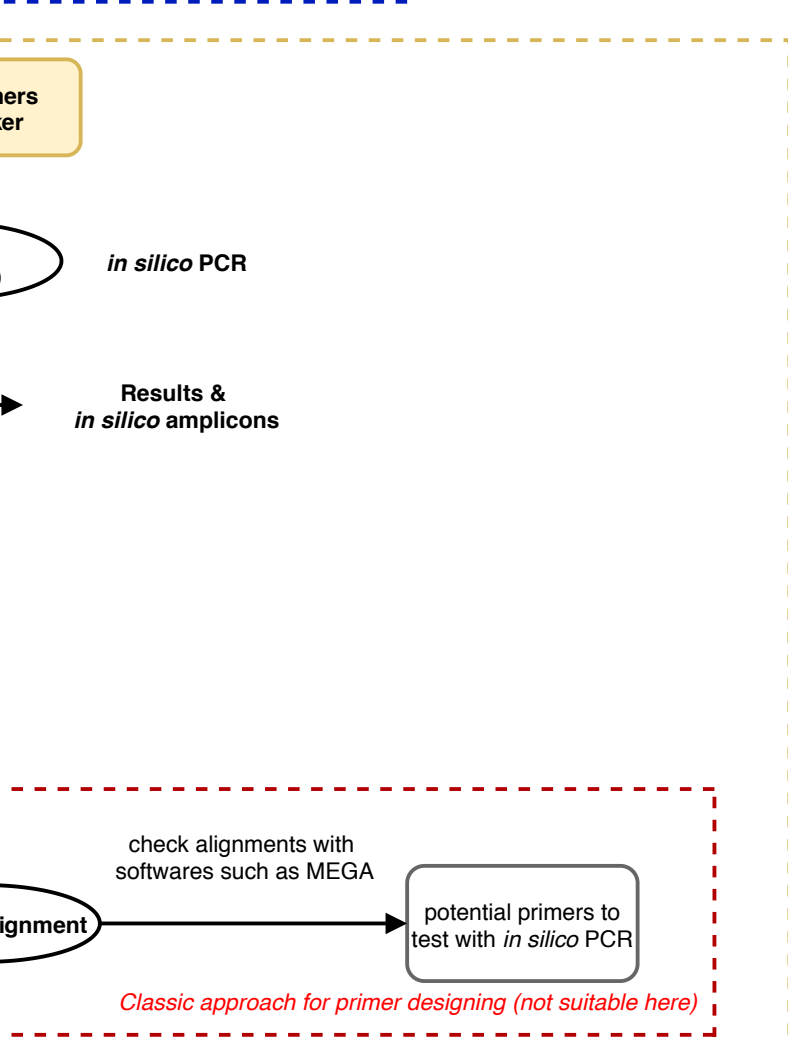 in silico PCR
Results &
in silico amplicons
check alignments with
softwares such as MEGA
potential primers to
test with in silico PCR
Classic approach for primer designing (not suitable here)